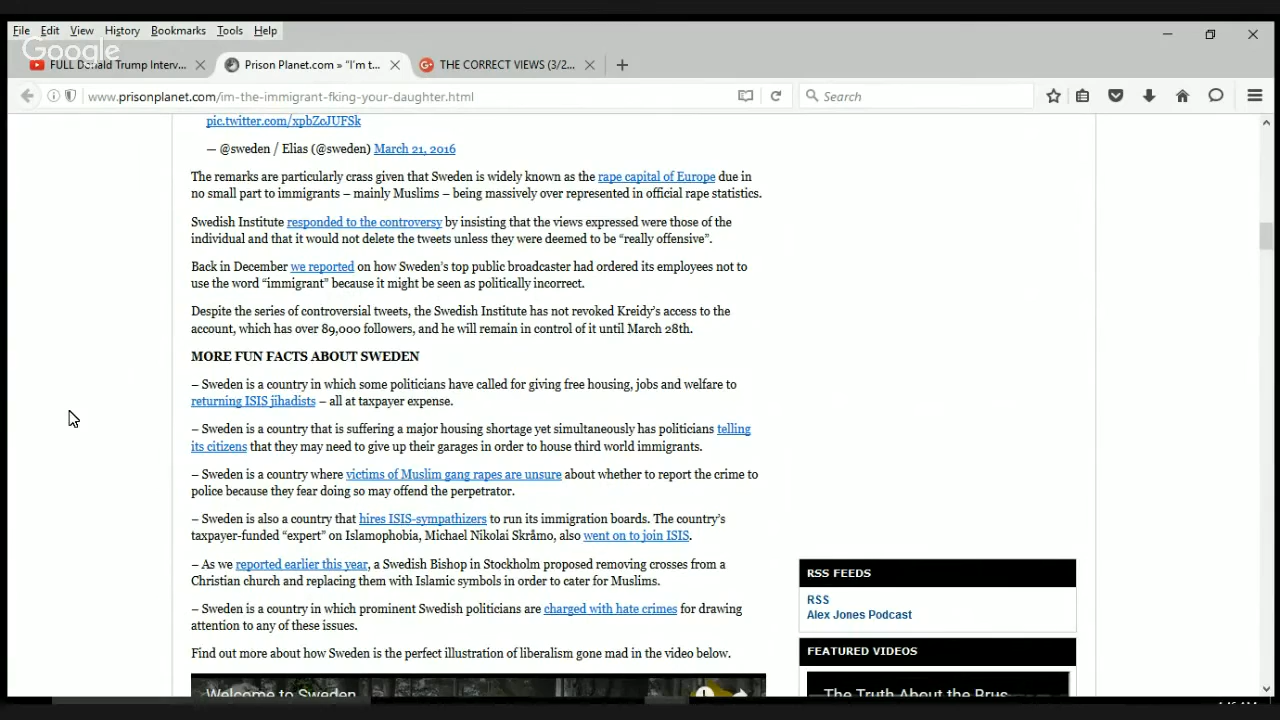 File Edit View History Bookmarks Tools Help
Google
FULL Donald Trump Interv...
Prison Planet.com » "I'm t...
THE CORRECT VIEWS (3/2...
www.prisonplanet.com/im-the-immigrant-fking-your-daughter.html
Search
pic.twitter.com/xpbZcJUFSk
— @sweden / Elias (@sweden) March 21, 2016
The remarks are particularly crass given that Sweden is widely known as the rape capital of Europe due in
no small part to immigrants – mainly Muslims – being massively over represented in official rape statistics.
Swedish Institute responded to the controversy by insisting that the views expressed were those of the
individual and that it would not delete the tweets unless they were deemed to be “really offensive”.
Back in December we reported on how Sweden’s top public broadcaster had ordered its employees not to
use the word “immigrant” because it might be seen as politically incorrect.
Despite the series of controversial tweets, the Swedish Institute has not revoked Kreidy’s access to the
account, which has over 89,000 followers, and he will remain in control of it until March 28th.
MORE FUN FACTS ABOUT SWEDEN
– Sweden is a country in which some politicians have called for giving free housing, jobs and welfare to
returning ISIS jihadists – all at taxpayer expense.
– Sweden is a country that is suffering a major housing shortage yet simultaneously has politicians telling
its citizens that they may need to give up their garages in order to house third world immigrants.
– Sweden is a country where victims of Muslim gang rapes are unsure about whether to report the crime to
police because they fear doing so may offend the perpetrator.
– Sweden is also a country that hires ISIS-sympathizers to run its immigration boards. The country’s
taxpayer-funded “expert” on Islamophobia, Michael Nikolai Skråmo, also went on to join ISIS.
– As we reported earlier this year, a Swedish Bishop in Stockholm proposed removing crosses from a
Christian church and replacing them with Islamic symbols in order to cater for Muslims.
– Sweden is a country in which prominent Swedish politicians are charged with hate crimes for drawing
attention to any of these issues.
Find out more about how Sweden is the perfect illustration of liberalism gone mad in the video below.
Welcome to Sweden
RSS FEEDS
RSS
Alex Jones Podcast
FEATURED VIDEOS
The Truth About the Brus